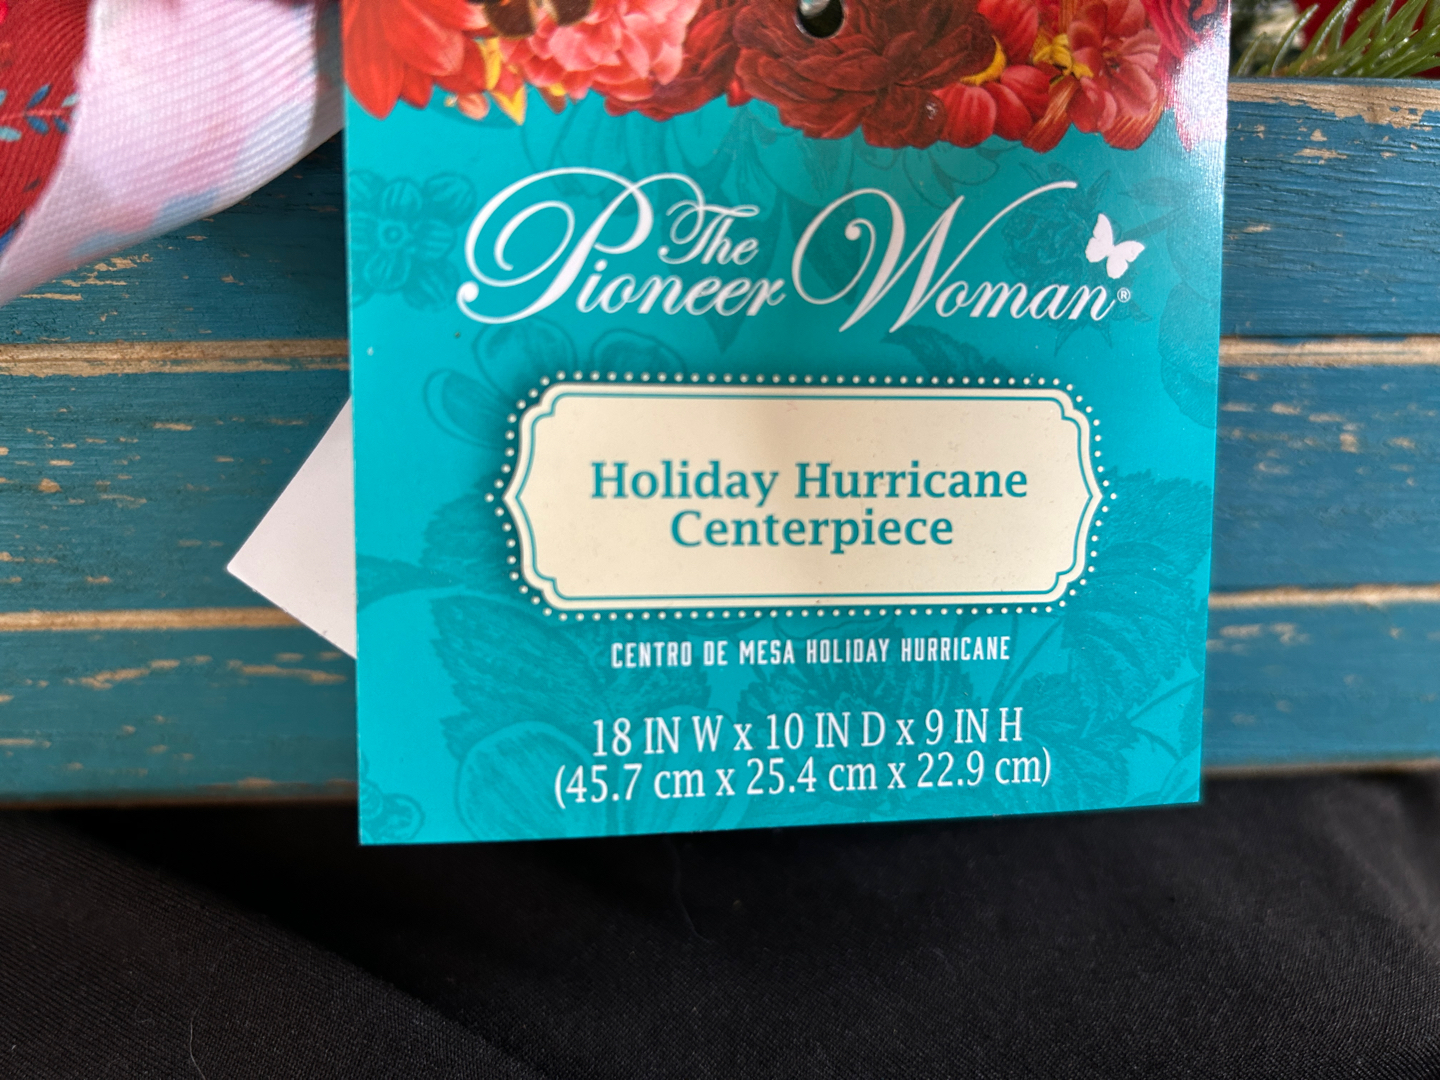 The
Pioneer Woman®
Holiday Hurricane
Centerpiece
CENTRO DE MESA HOLIDAY HURRICANE
18 IN W x 10 IN D x 9 IN H
(45.7 cm x 25.4 cm x 22.9 cm)